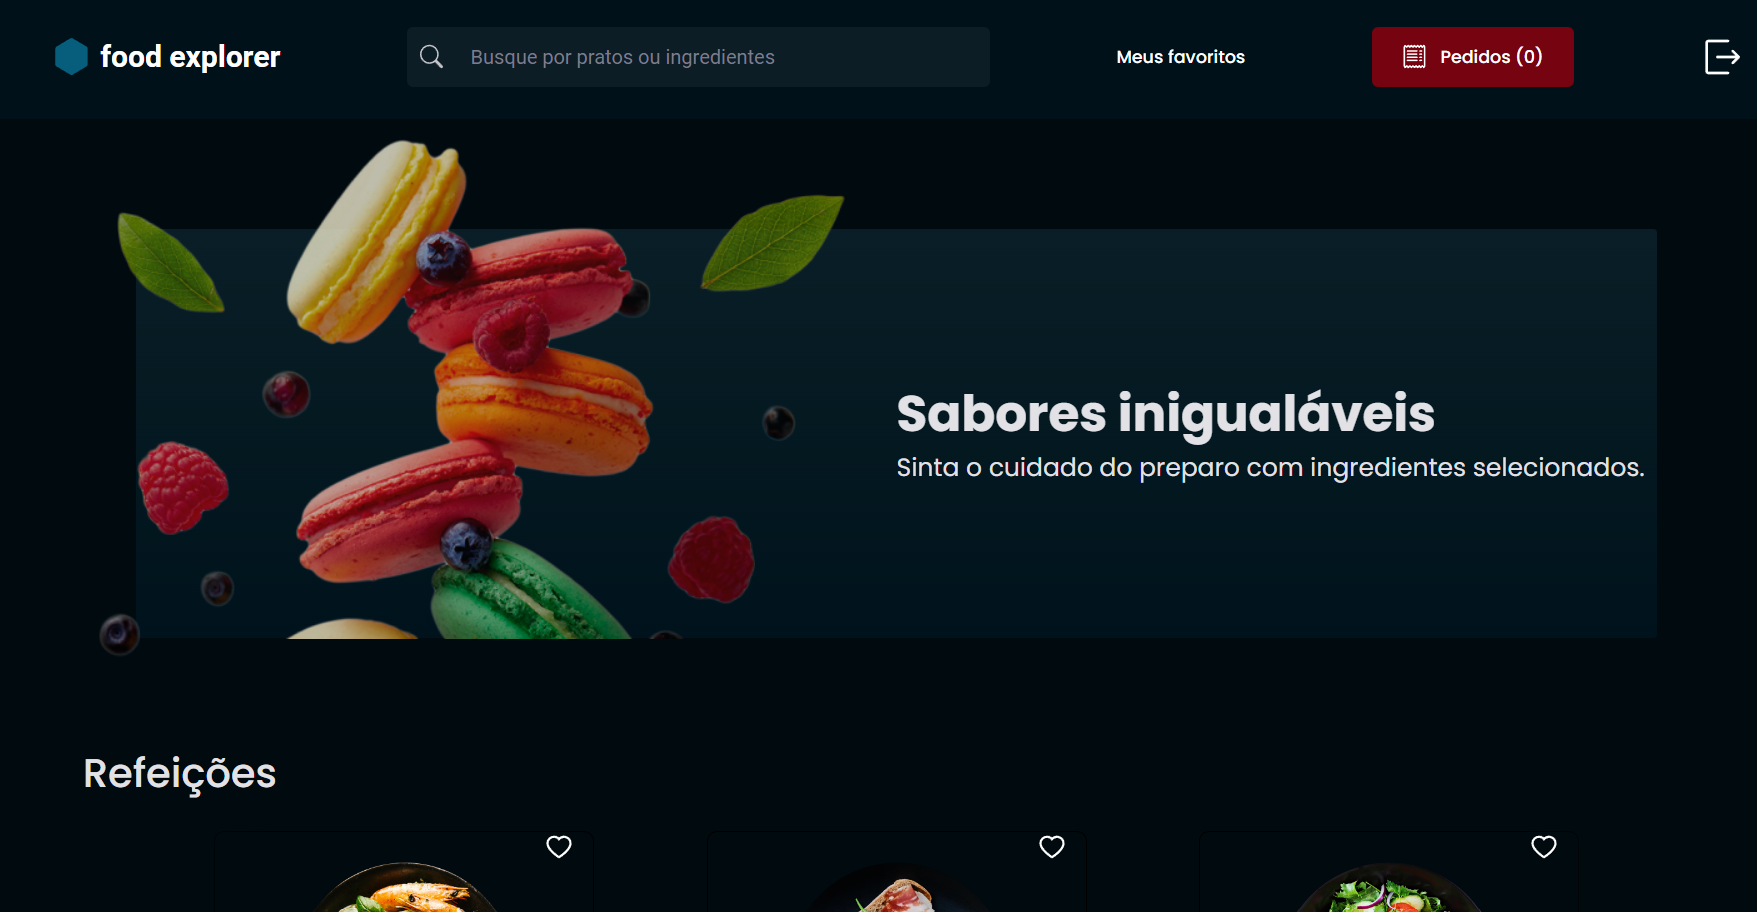 food explorer
Busque por pratos ou ingredientes
Meus favoritos
Pedidos (0)
Sabores inigualáveis
Sinta o cuidado do preparo com ingredientes selecionados.
Refeições